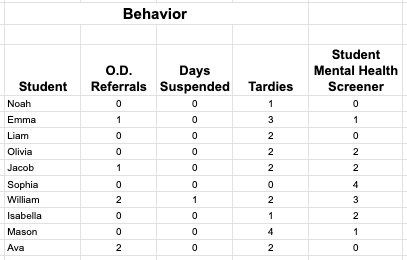 Behavior
Student
O.D. Days Mental Health
Student Referrals Suspended Tardies Screener
Noah 0 0 1 0
Emma 1 0 3 1
Liam 0 0 2 0
Olivia 0 0 2 2
Jacob 1 0 2 2
Sophia 0 0 0 4
William 2 1 2 3
Isabella 0 0 1 2
Mason 0 0 4 1
Ava 2 0 2 0